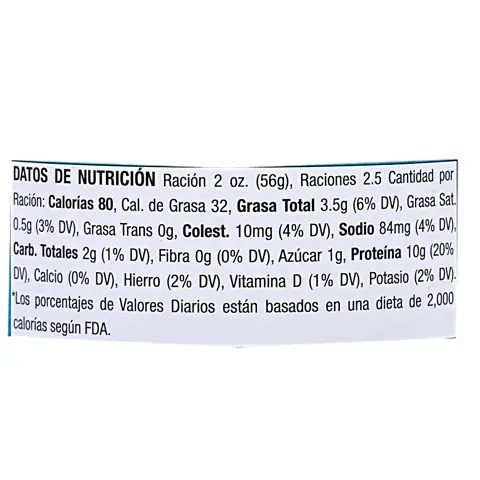 DATOS DE NUTRICIÓN Ración 2 oz. (56g), Raciones 2.5 Cantidad por
Ración: Calorías 80, Cal. de Grasa 32, Grasa Total 3.5g (6% DV), Grasa Sat.
0.5g (3% DV), Grasa Trans 0g, Colest. 10mg (4% DV), Sodio 84mg (4% DV),
Carb. Totales 2g (1% DV), Fibra 0g (0% DV), Azúcar 1g, Proteína 10g (20%
DV), Calcio (0% DV), Hierro (2% DV), Vitamina D (1% DV), Potasio (2% DV).
*Los porcentajes de Valores Diarios están basados en una dieta de 2,000
calorías según FDA.